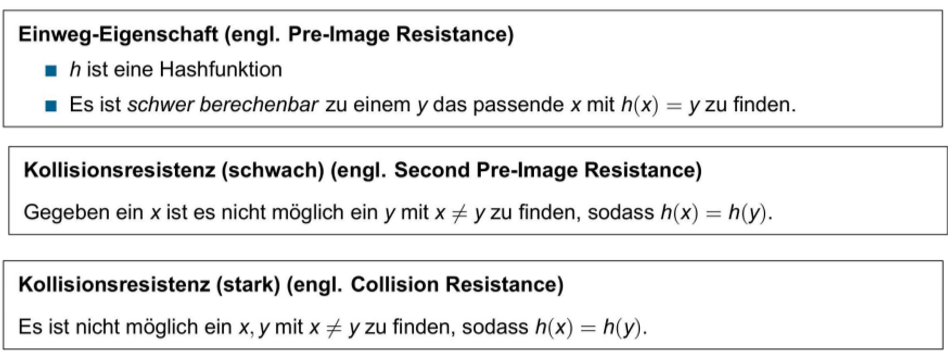 Einweg-Eigenschaft (engl. Pre-Image Resistance)
h ist eine Hashfunktion
Es ist schwer berechenbar zu einem y das passende x mit h(x) = y zu finden.
Kollisionsresistenz (schwach) (engl. Second Pre-Image Resistance)
Gegeben ein x ist es nicht möglich ein y mit x ≠ y zu finden, sodass h(x) = h(y).
Kollisionsresistenz (stark) (engl. Collision Resistance)
Es ist nicht möglich ein x, y mit x ≠ y zu finden, sodass h(x) = h(y).